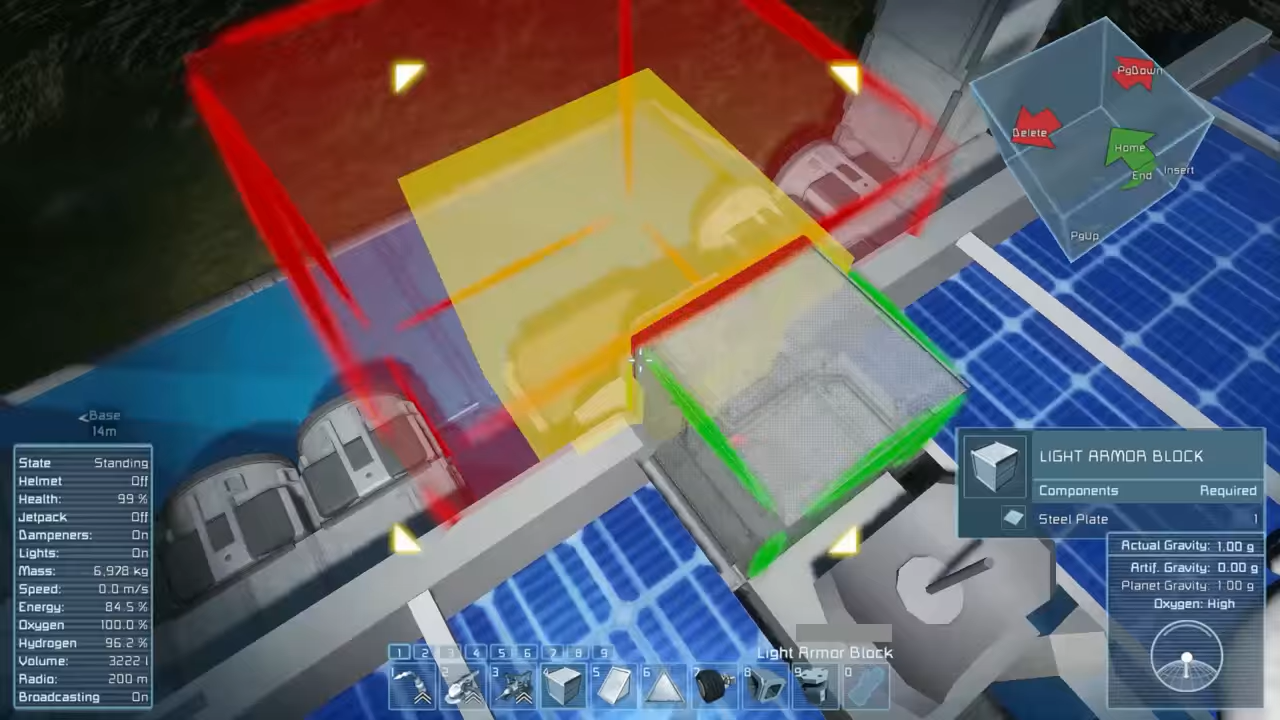 PgDown
Delete
Home
End
Insert
PgUp
◄Base
14m
State Standing
Helmet Off
Health: 99 %
Jetpack Off
Dampeners: On
Lights: On
Mass: 6,978 kg
Speed: 0.0 m/s
Energy: 84.5 %
Oxygen 100.0 %
Hydrogen 96.2 %
Volume: 3222 l
Radio: 200 m
Broadcasting On
LIGHT ARMOR BLOCK
Components Required
Steel Plate 1
Actual Gravity: 1.00 g
Artif. Gravity: 0.00 g
Planet Gravity: 1.00 g
Oxygen: High
1 2 3 4 5 6 7 8 9
Light Armor Block
2 3 4 5 6 7 8 9 0